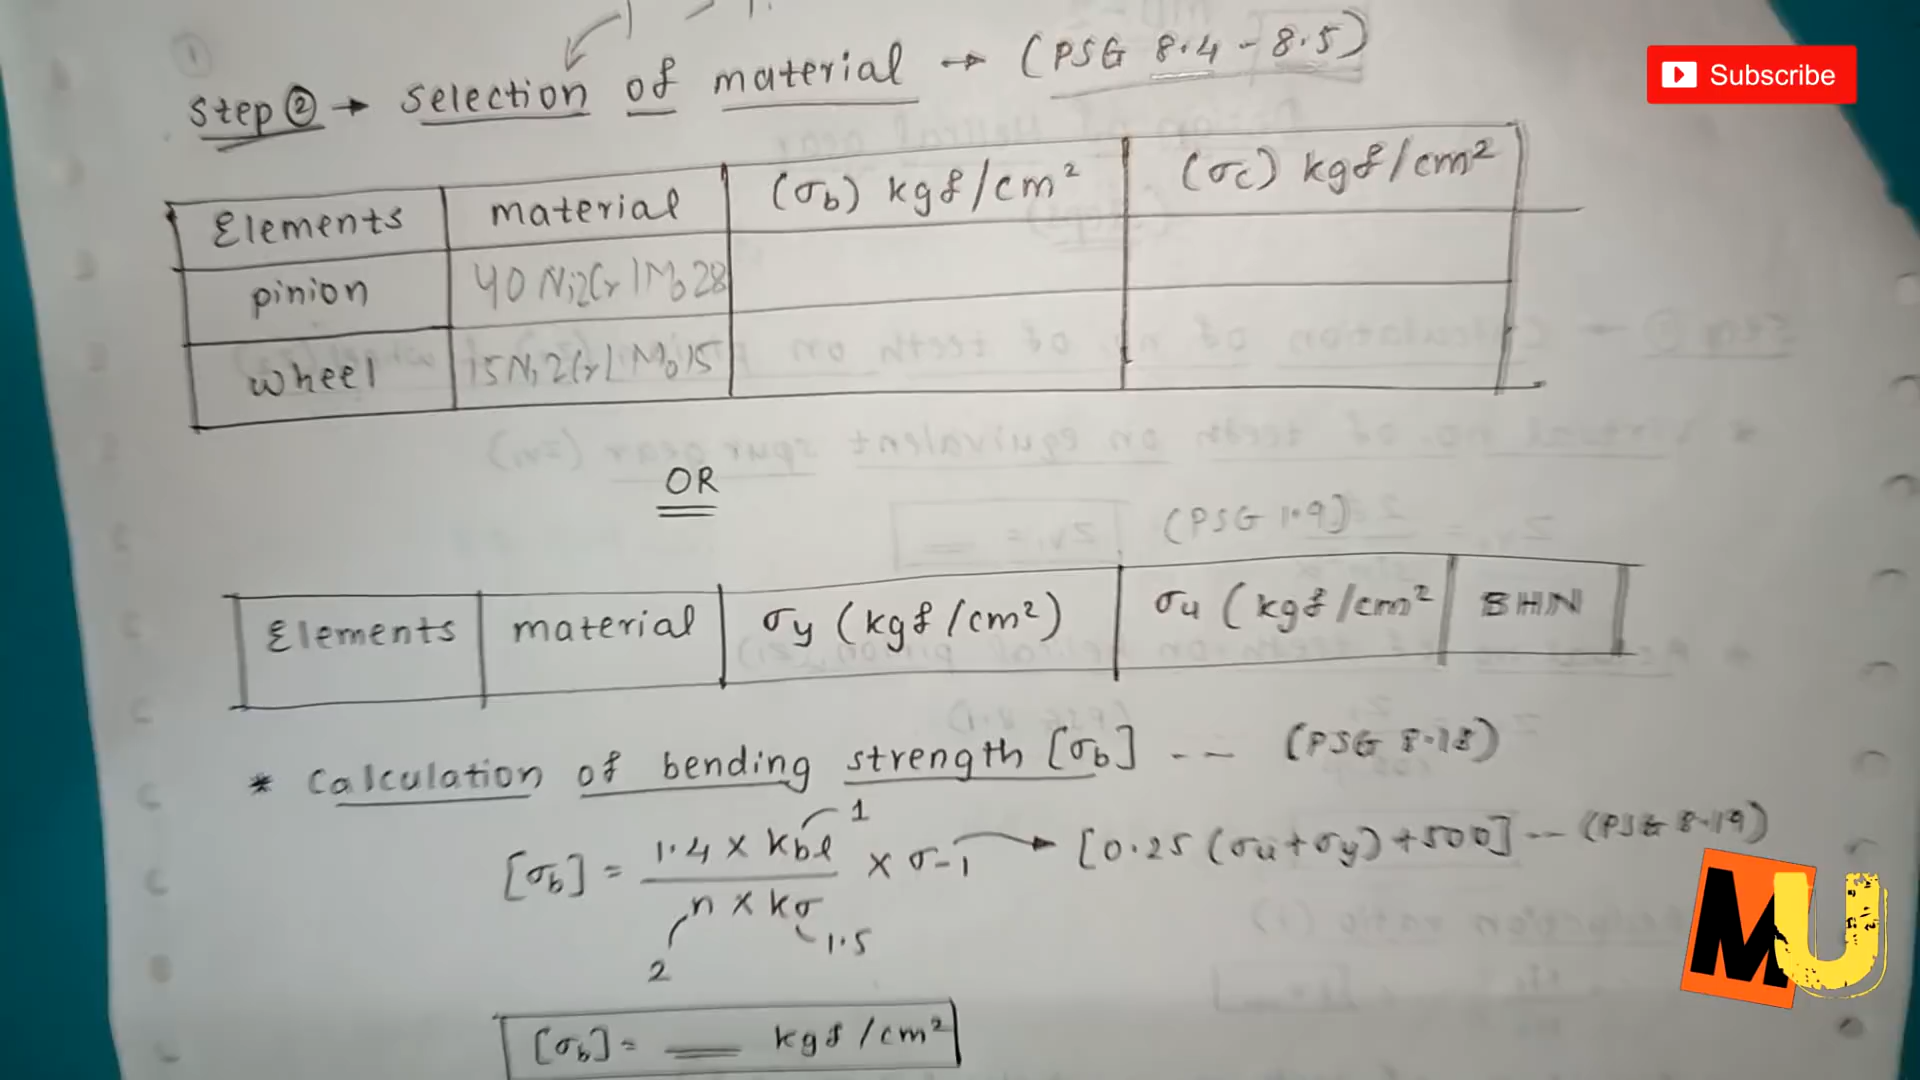 Step ② → Selection of material → (PSG 8.4 - 8.5)
Subscribe
Elements material (σb) kgf/cm² (σc) kgf/cm²
pinion 40 Ni2Cr1Mo28
wheel 15Ni2Cr1Mo15
OR
(PSG 1.9)
Elements material σy (kgf/cm²) σu (kgf/cm² BHN
* Calculation of bending strength [σb] -- (PSG 8.18)
[σb] = 1.4 × kbl / n × kσ × σ-1 → [0.25 (σu+σy)+500] -- (PSG 8.19)
1
2
1.5
[σb] = __ kgf/cm²
MU